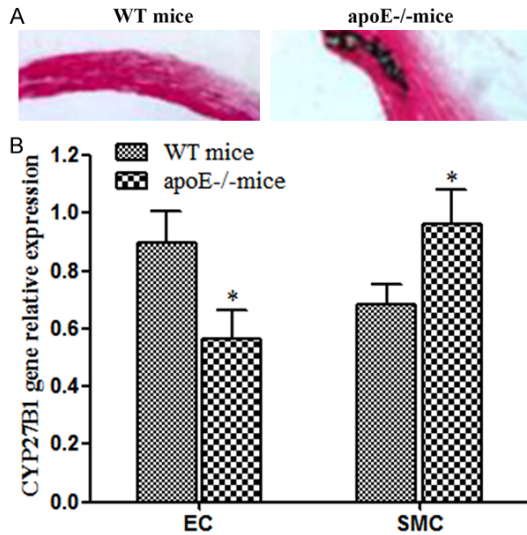 A
WT mice
apoE-/-mice
B
WT mice
apoE-/-mice
CYP27B1 gene relative expression
1.2
1.0
0.8
0.6
0.4
0.2
0.0
*
*
EC
SMC